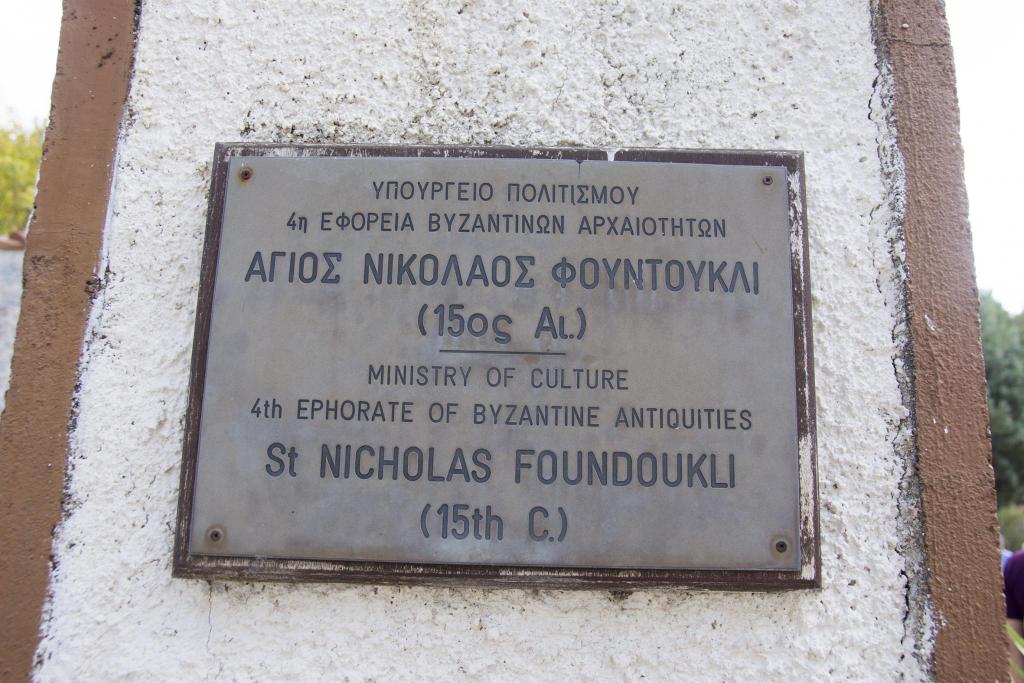 ΥΠΟΥΡΓΕΙΟ ΠΟΛΙΤΙΣΜΟΥ
4η ΕΦΟΡΕΙΑ ΒΥΖΑΝΤΙΝΩΝ ΑΡΧΑΙΟΤΗΤΩΝ
ΑΓΙΟΣ ΝΙΚΟΛΑΟΣ ΦΟΥΝΤΟΥΚΛΙ
(15ος Αι.)
MINISTRY OF CULTURE
4th EPHORATE OF BYZANTINE ANTIQUITIES
St NICHOLAS FOUNDOUKLI
(15th C.)